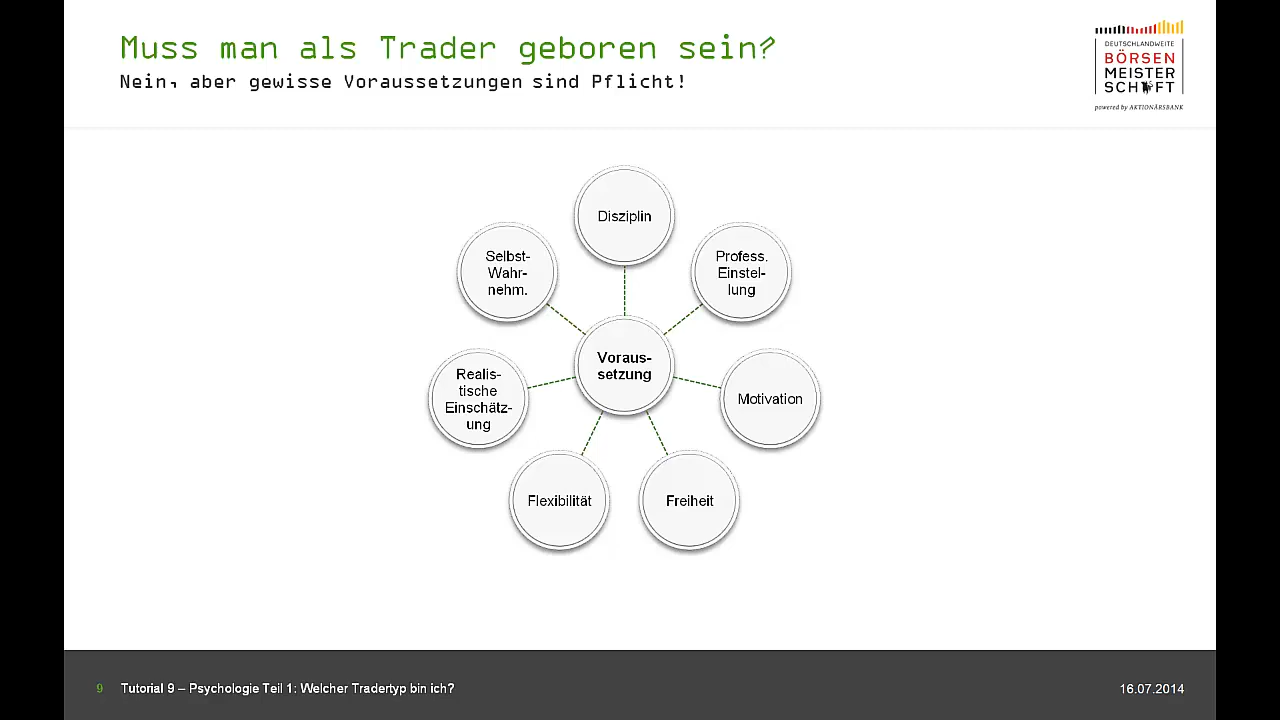 Muss man als Trader geboren sein?
Nein, aber gewisse Voraussetzungen sind Pflicht!
DEUTSCHLANDWEITE
BÖRSEN
MEISTER
SCHAFT
powered by AKTIONÄRSBANK
Disziplin
Selbst-
Wahr-
nehm.
Profess.
Einstel-
lung
Voraus-
setzung
Realis-
tische
Einschätz-
ung
Motivation
Flexibilität
Freiheit
9 Tutorial 9 – Psychologie Teil 1: Welcher Tradertyp bin ich? 16.07.2014